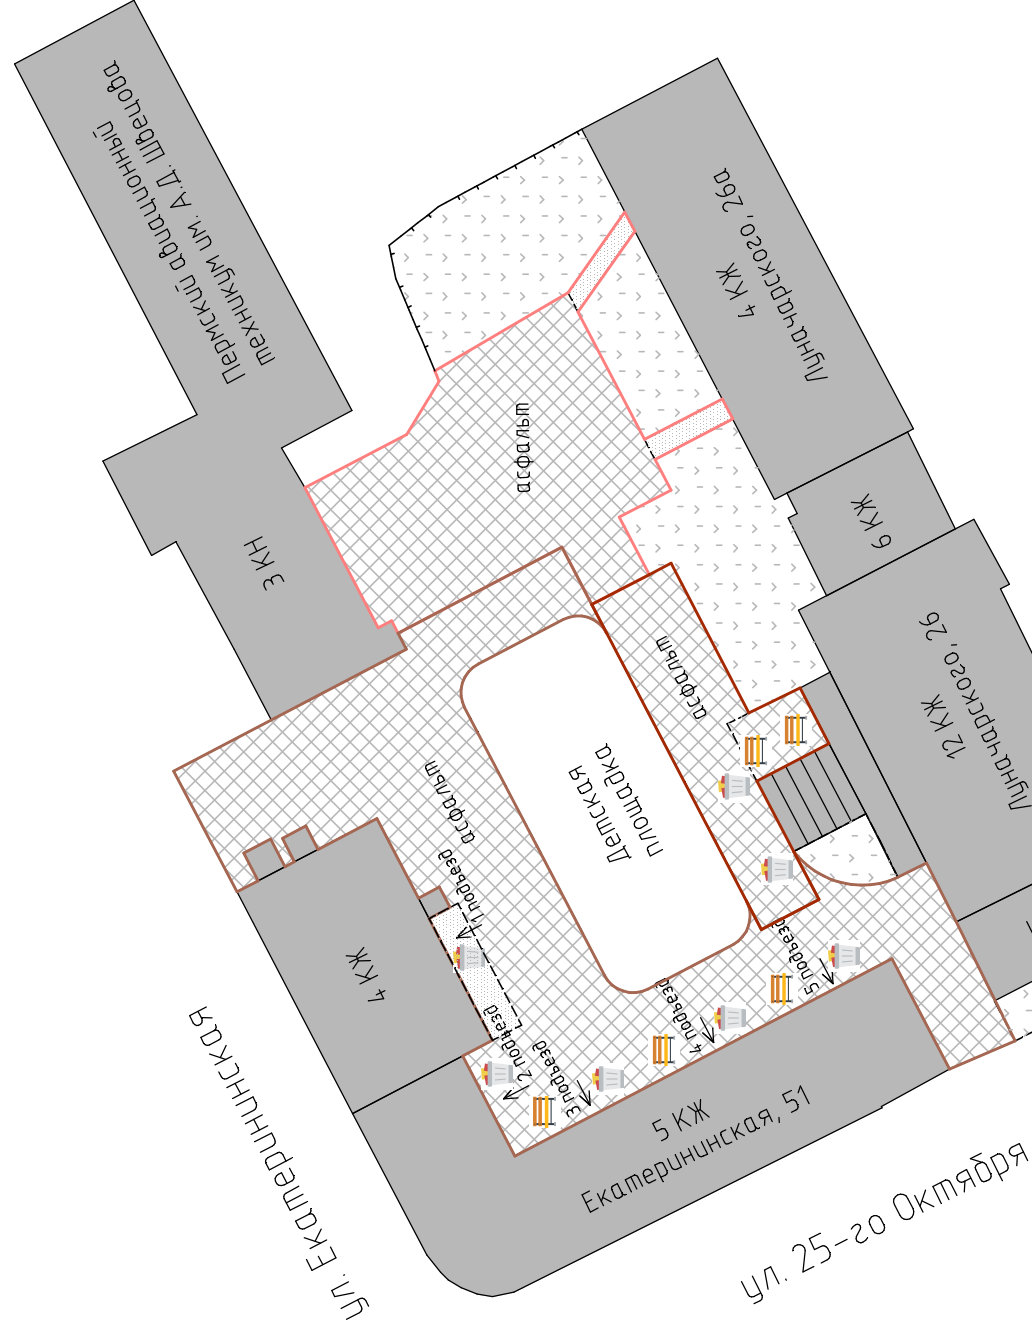 Пермский авиационный
техникум им. А.Д. Швецова
3 КН
асфальт
4 КЖ
Луначарского, 26а
6 КЖ
12 КЖ
Луначарского, 26
асфальт
асфальт
Детская
площадка
1 подъезд
2 подъезд
3 подъезд
4 подъезд
5 подъезд
4 КЖ
5 КЖ
Екатерининская, 51
ул. Екатерининская
ул. 25-го Октября